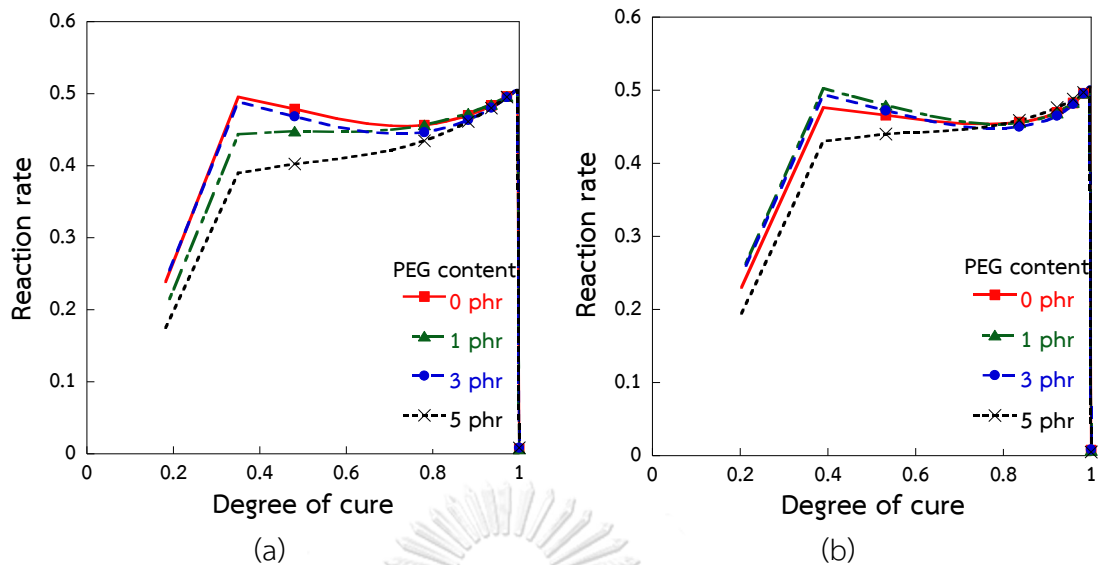 0.6
0.5
0.4
0.3
0.2
0.1
0
0
0.2
0.4
0.6
0.8
1
Reaction rate
Degree of cure
PEG content
0 phr
1 phr
3 phr
5 phr
(a)
0.6
0.5
0.4
0.3
0.2
0.1
0
0
0.2
0.4
0.6
0.8
1
Reaction rate
Degree of cure
PEG content
0 phr
1 phr
3 phr
5 phr
(b)